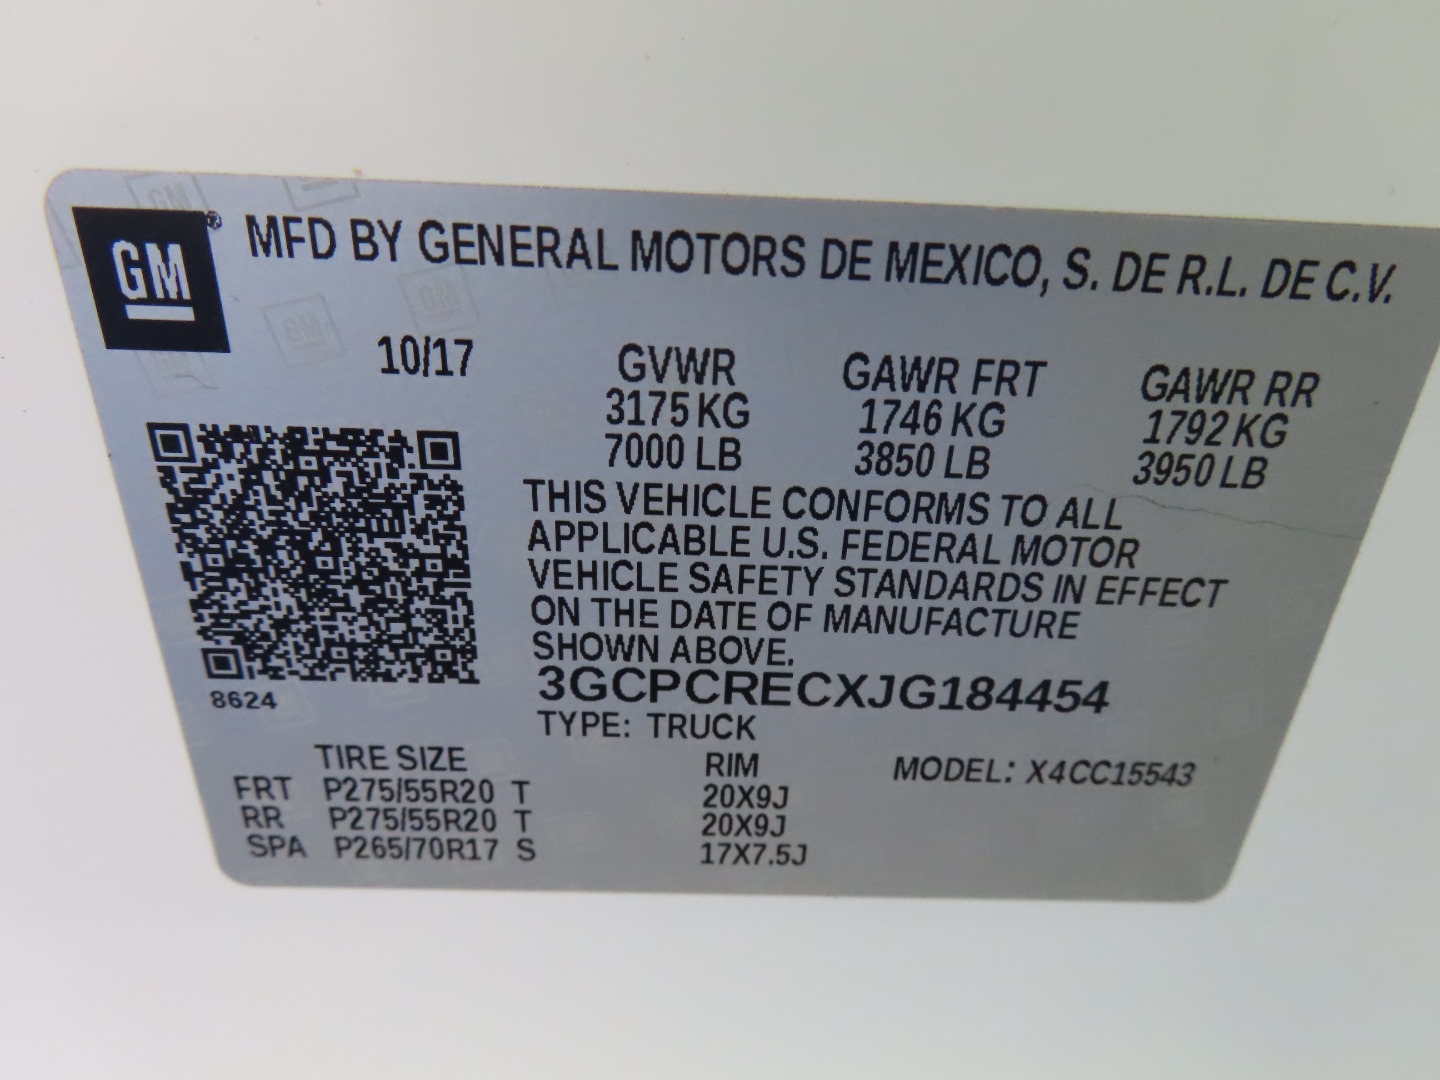 GM ® MFD BY GENERAL MOTORS DE MEXICO, S. DE R.L. DE C.V.
10/17 GVWR GAWR FRT GAWR RR
3175 KG 1746 KG 1792 KG
7000 LB 3850 LB 3950 LB
THIS VEHICLE CONFORMS TO ALL
APPLICABLE U.S. FEDERAL MOTOR
VEHICLE SAFETY STANDARDS IN EFFECT
ON THE DATE OF MANUFACTURE
SHOWN ABOVE.
3GCPCRECXJG184454
8624
TYPE: TRUCK
TIRE SIZE RIM MODEL: X4CC15543
FRT P275/55R20 T 20X9J
RR P275/55R20 T 20X9J
SPA P265/70R17 S 17X7.5J